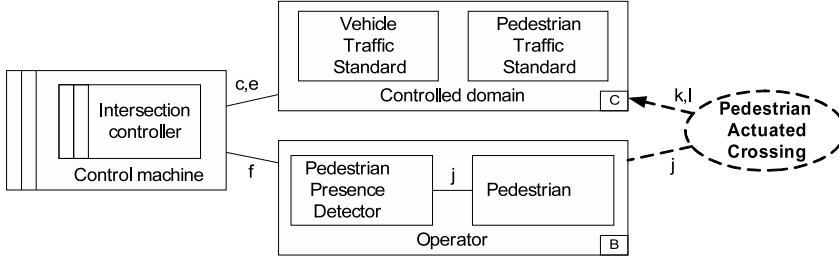 Vehicle
Traffic
Standard
Pedestrian
Traffic
Standard
Controlled domain
C
c,e
Intersection
controller
Control machine
f
Pedestrian
Presence
Detector
j
Pedestrian
Operator
B
k,l
Pedestrian
Actuated
Crossing
j